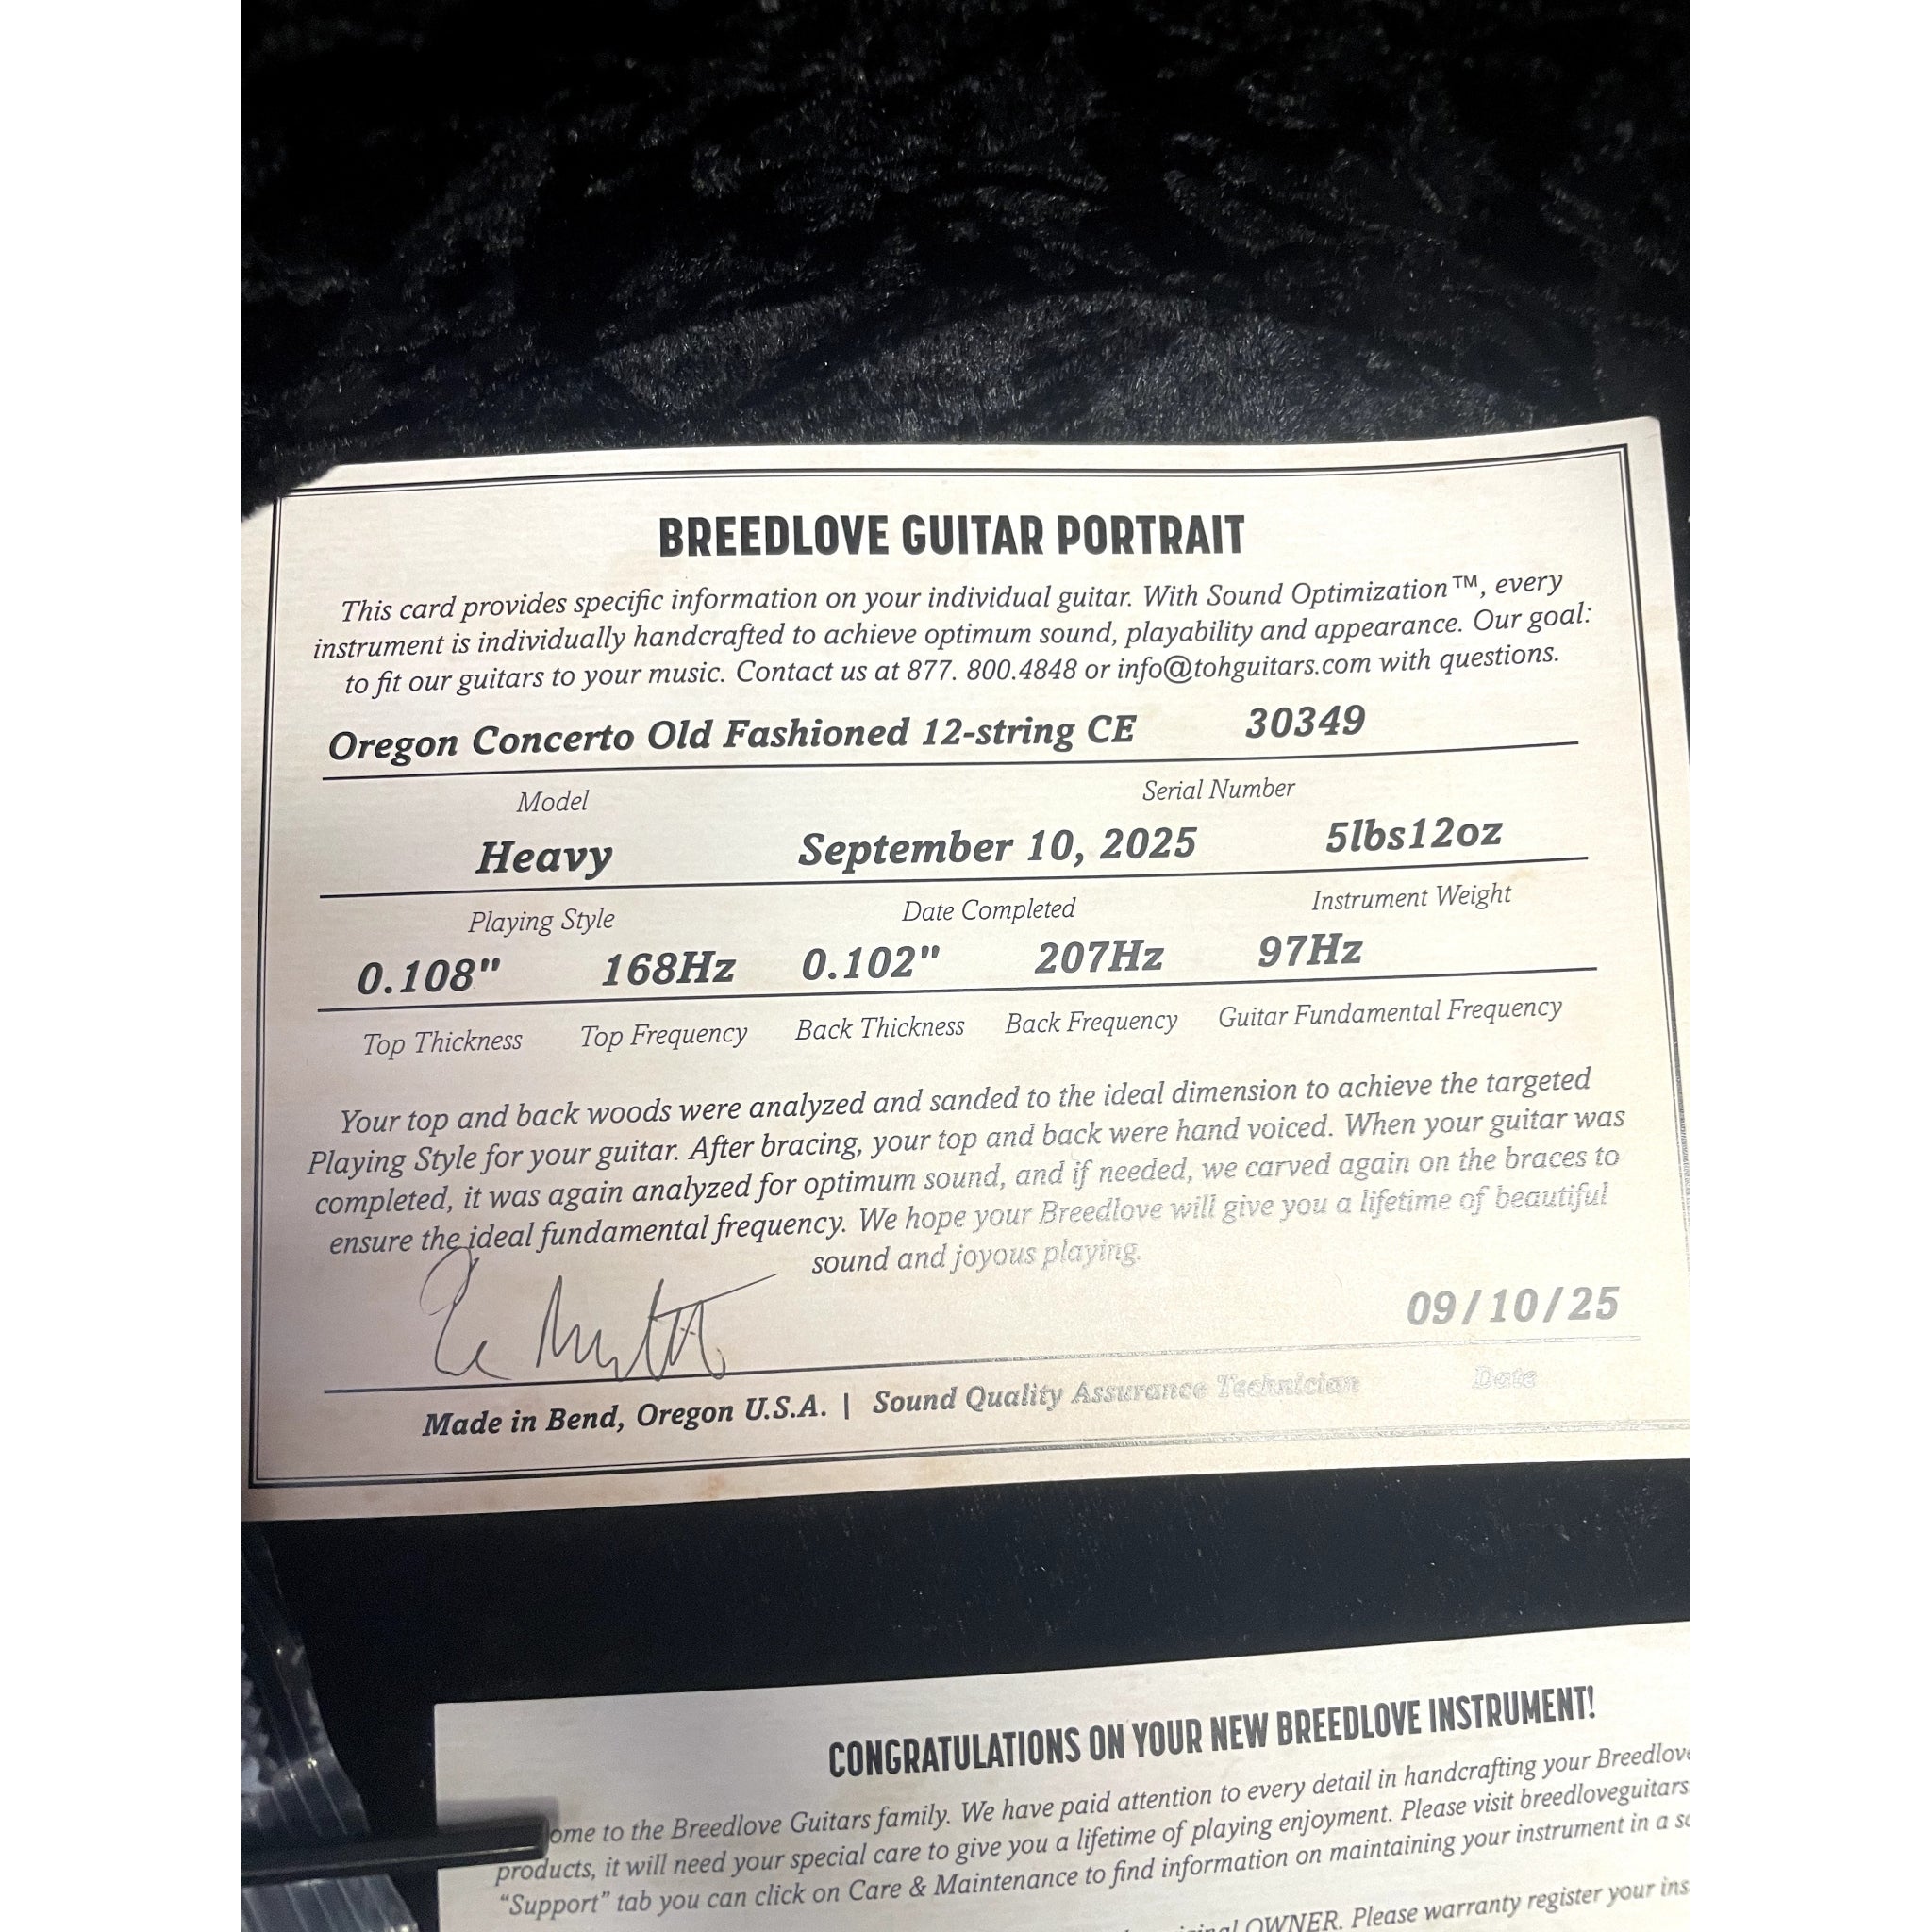 BREEDLOVE GUITAR PORTRAIT
This card provides specific information on your individual guitar. With Sound Optimization™, every
instrument is individually handcrafted to achieve optimum sound, playability and appearance. Our goal:
to fit our guitars to your music. Contact us at 877. 800.4848 or info@tohguitars.com with questions.
Oregon Concerto Old Fashioned 12-string CE 30349
Model Serial Number
Heavy September 10, 2025 5lbs12oz
Playing Style Date Completed Instrument Weight
0.108" 168Hz 0.102" 207Hz 97Hz
Top Thickness Top Frequency Back Thickness Back Frequency Guitar Fundamental Frequency
Your top and back woods were analyzed and sanded to the ideal dimension to achieve the targeted
Playing Style for your guitar. After bracing, your top and back were hand voiced. When your guitar was
completed, it was again analyzed for optimum sound, and if needed, we carved again on the braces to
ensure the ideal fundamental frequency. We hope your Breedlove will give you a lifetime of beautiful
sound and joyous playing.
09/10/25
Made in Bend, Oregon U.S.A. | Sound Quality Assurance Technician Date
CONGRATULATIONS ON YOUR NEW BREEDLOVE INSTRUMENT!
ome to the Breedlove Guitars family. We have paid attention to every detail in handcrafting your Breedlove
products, it will need your special care to give you a lifetime of playing enjoyment. Please visit breedloveguitars.
"Support" tab you can click on Care & Maintenance to find information on maintaining your instrument in a
OWNER. Please warranty register your ins